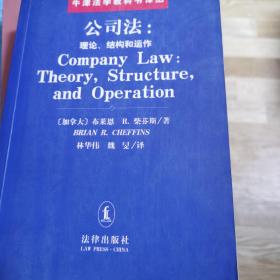 牛津法学教科书译丛
公司法：
理论、结构和运作
Company Law:
Theory, Structure,
and Operation
〔加拿大〕布莱恩 R. 柴芬斯/著
BRIAN R. CHEFFINS
林华伟 魏旻/译
法律出版社
LAW PRESS·CHINA